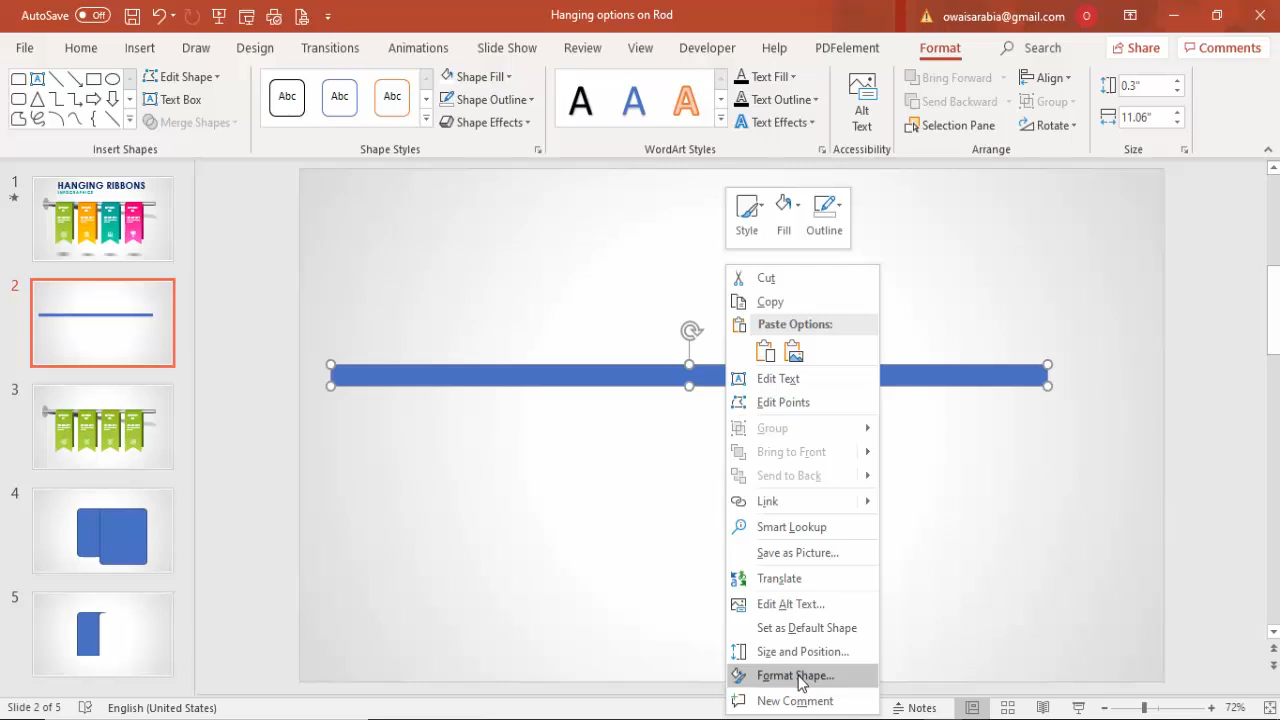 AutoSave Off
Hanging options on Rod
owaisarabia@gmail.com O
File Home Insert Draw Design Transitions Animations Slide Show Review View Developer Help PDFelement Format Search Share Comments
Edit Shape
Text Box
Merge Shapes
Insert Shapes
Abc Abc Abc
Shape Fill
Shape Outline
Shape Effects
Shape Styles
A A A
Text Fill
Text Outline
Text Effects
WordArt Styles
Alt
Text
Accessibility
Bring Forward
Send Backward
Selection Pane
Align
Group
Rotate
Arrange
0.3"
11.06"
Size
1
HANGING RIBBONS
INFOGRAPHICS
2
3
4
5
Style Fill Outline
Cut
Copy
Paste Options:
Edit Text
Edit Points
Group
Bring to Front
Send to Back
Link
Smart Lookup
Save as Picture...
Translate
Edit Alt Text...
Set as Default Shape
Size and Position...
Format Shape...
New Comment
Slide 2 of 5
English (United States)
Notes
72%